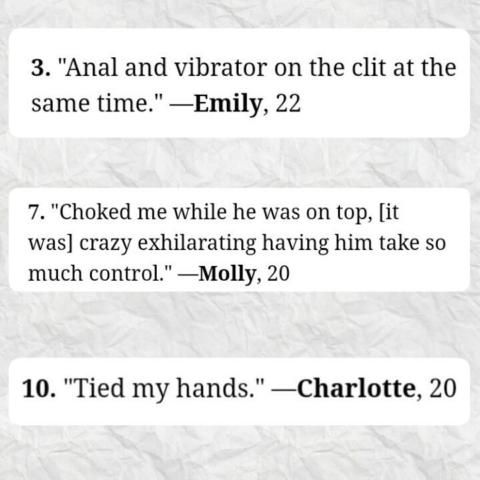 3. "Anal and vibrator on the clit at the
same time." —Emily, 22
7. "Choked me while he was on top, [it
was] crazy exhilarating having him take so
much control." —Molly, 20
10. "Tied my hands." —Charlotte, 20